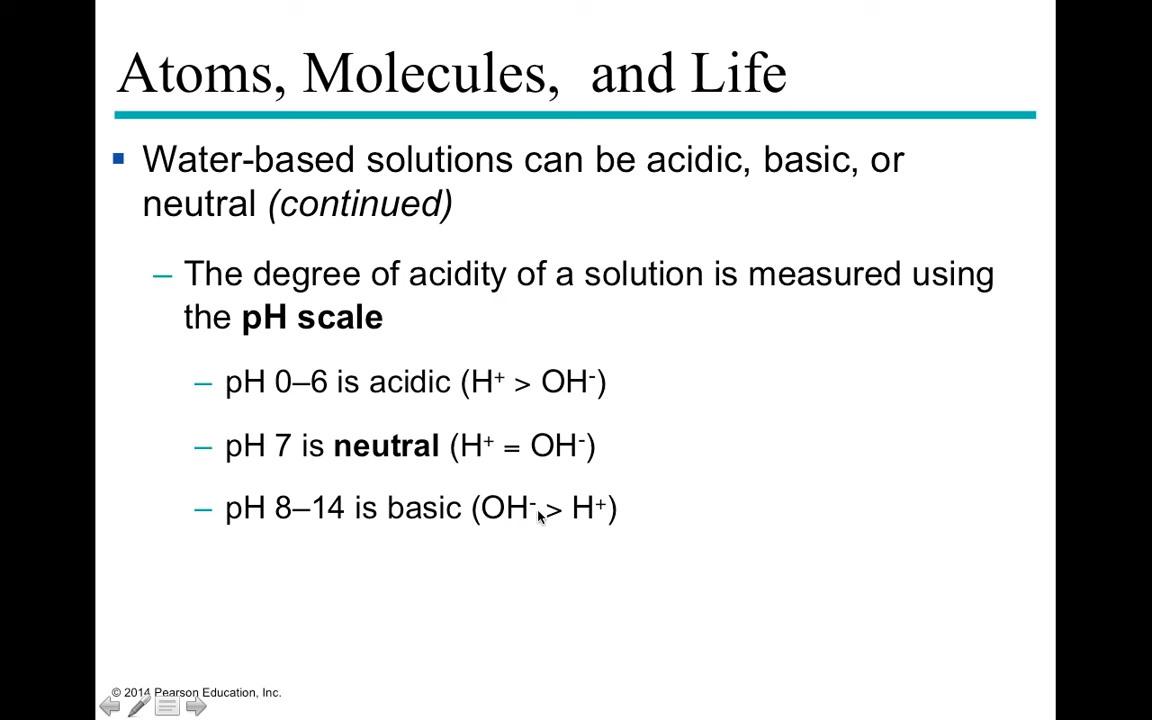 Atoms, Molecules, and Life
Water-based solutions can be acidic, basic, or
neutral (continued)
– The degree of acidity of a solution is measured using
the pH scale
– pH 0–6 is acidic (H⁺ > OH⁻)
– pH 7 is neutral (H⁺ = OH⁻)
– pH 8–14 is basic (OH⁻ > H⁺)
© 2014 Pearson Education, Inc.